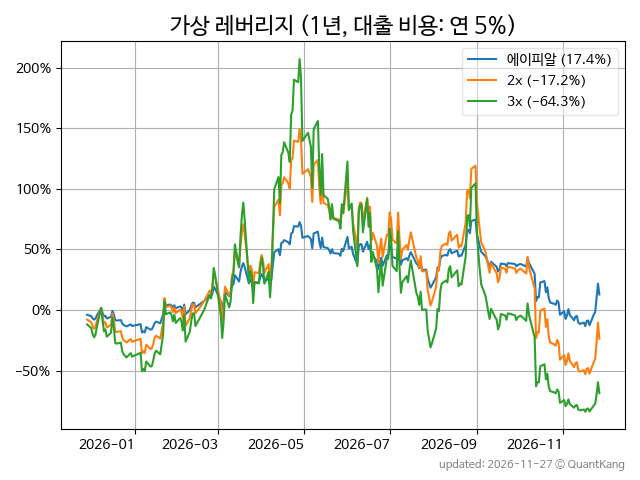 가상 레버리지 (1년, 대출 비용: 연 5%)
에이피알 (17.4%)
2x (−17.2%)
3x (−64.3%)
200%
150%
100%
50%
0%
−50%
2026-01 2026-03 2026-05 2026-07 2026-09 2026-11
updated: 2026-11-27 © QuantKang